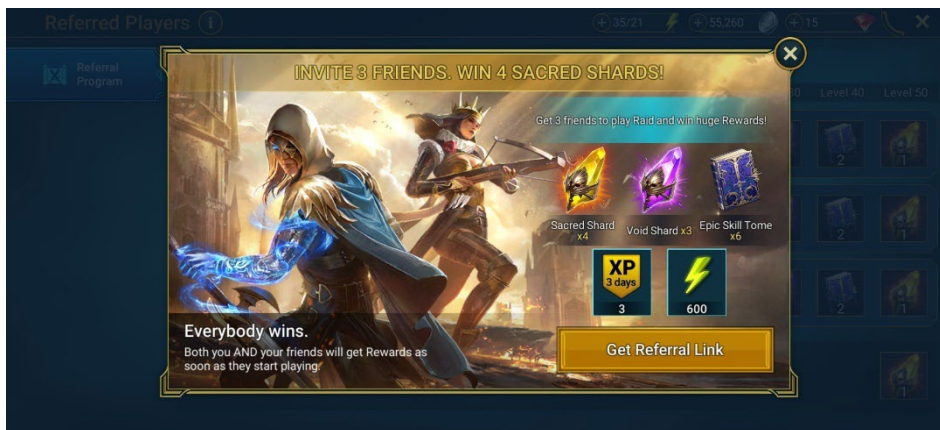 Referred Players i
35/21
55,260
15
Referral
Program
INVITE 3 FRIENDS. WIN 4 SACRED SHARDS!
Level 40 Level 50
Get 3 friends to play Raid and win huge Rewards!
Sacred Shard
x4
Void Shard x3
Epic Skill Tome
x6
XP
3 days
3
600
Everybody wins.
Both you AND your friends will get Rewards as
soon as they start playing.
Get Referral Link
2 1
2 1
2 1
1